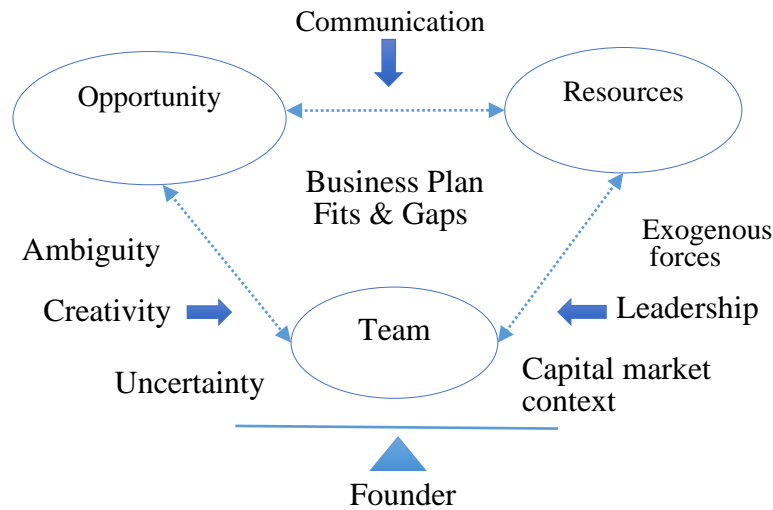 Communication
Opportunity
Resources
Business Plan
Fits & Gaps
Exogenous
forces
Ambiguity
Creativity
Leadership
Team
Uncertainty
Capital market
context
Founder